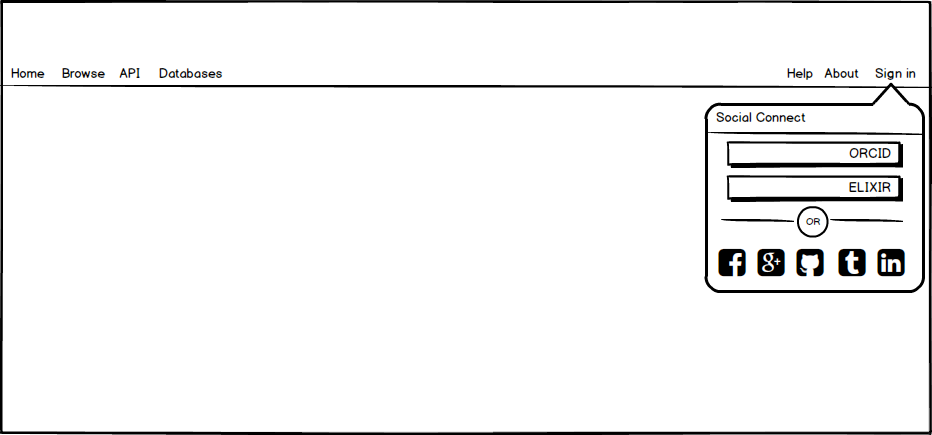 Home Browse API Databases Help About Sign in
Social Connect
ORCID
ELIXIR
OR
f g+ t in